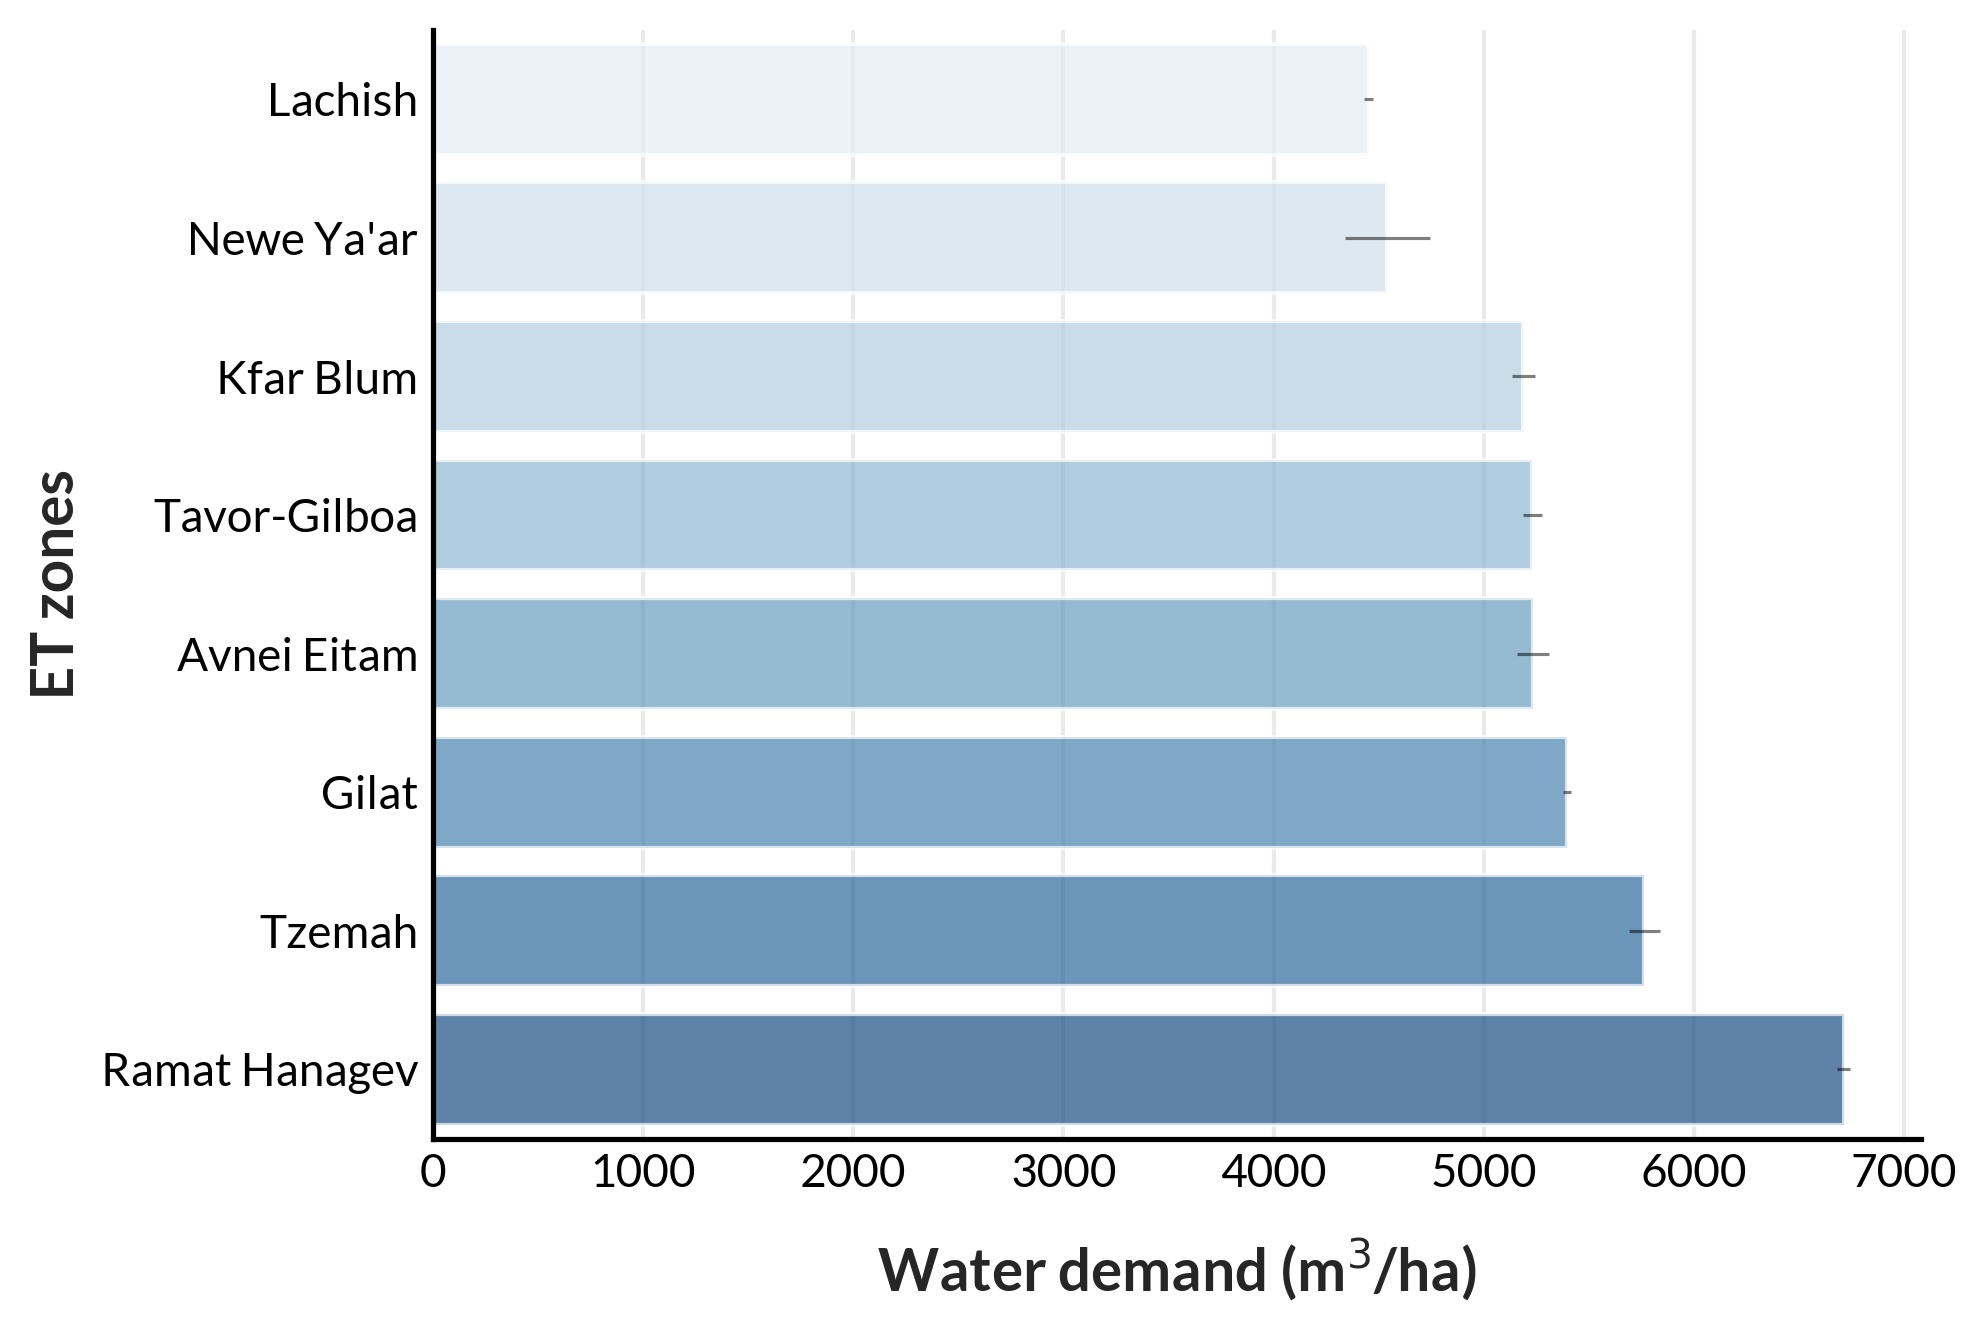 Lachish
Newe Ya'ar
Kfar Blum
Tavor-Gilboa
Avnei Eitam
Gilat
Tzemah
Ramat Hanagev
ET zones
0 1000 2000 3000 4000 5000 6000 7000
Water demand (m³/ha)